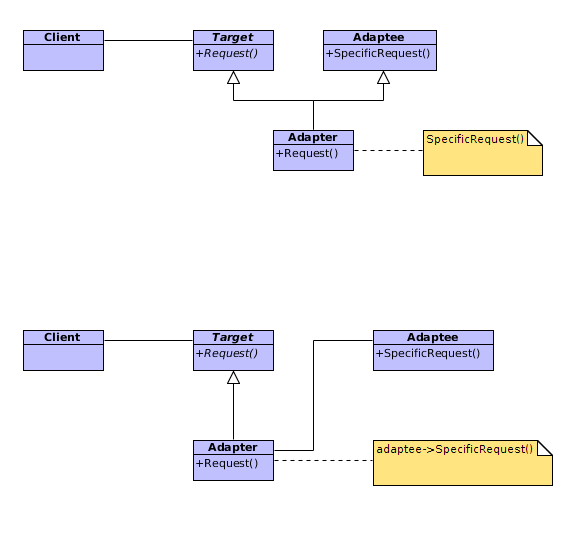 Client
Target
+Request()
Adaptee
+SpecificRequest()
Adapter
+Request()
SpecificRequest()
Client
Target
+Request()
Adaptee
+SpecificRequest()
Adapter
+Request()
adaptee->SpecificRequest()